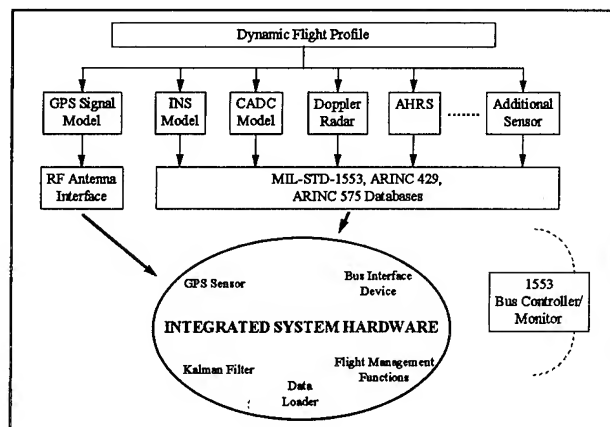 Dynamic Flight Profile
GPS Signal
Model
INS
Model
CADC
Model
Doppler
Radar
AHRS
Additional
Sensor
RF Antenna
Interface
MIL-STD-1553, ARINC 429,
ARINC 575 Databases
GPS Sensor
Bus Interface
Device
1553
Bus Controller/
Monitor
INTEGRATED SYSTEM HARDWARE
Kalman Filter
Flight Management
Functions
Data
Loader